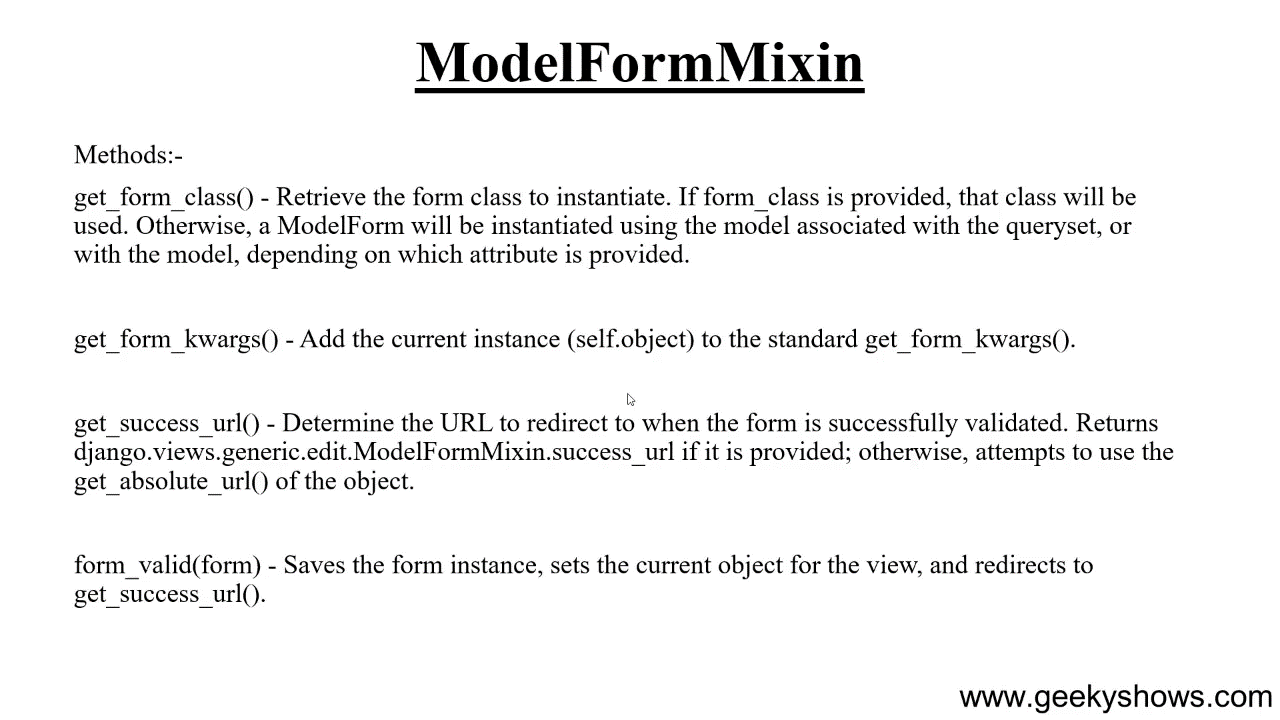 ModelFormMixin
Methods:-
get_form_class() - Retrieve the form class to instantiate. If form_class is provided, that class will be
used. Otherwise, a ModelForm will be instantiated using the model associated with the queryset, or
with the model, depending on which attribute is provided.
get_form_kwargs() - Add the current instance (self.object) to the standard get_form_kwargs().
get_success_url() - Determine the URL to redirect to when the form is successfully validated. Returns
django.views.generic.edit.ModelFormMixin.success_url if it is provided; otherwise, attempts to use the
get_absolute_url() of the object.
form_valid(form) - Saves the form instance, sets the current object for the view, and redirects to
get_success_url().
www.geekyshows.com